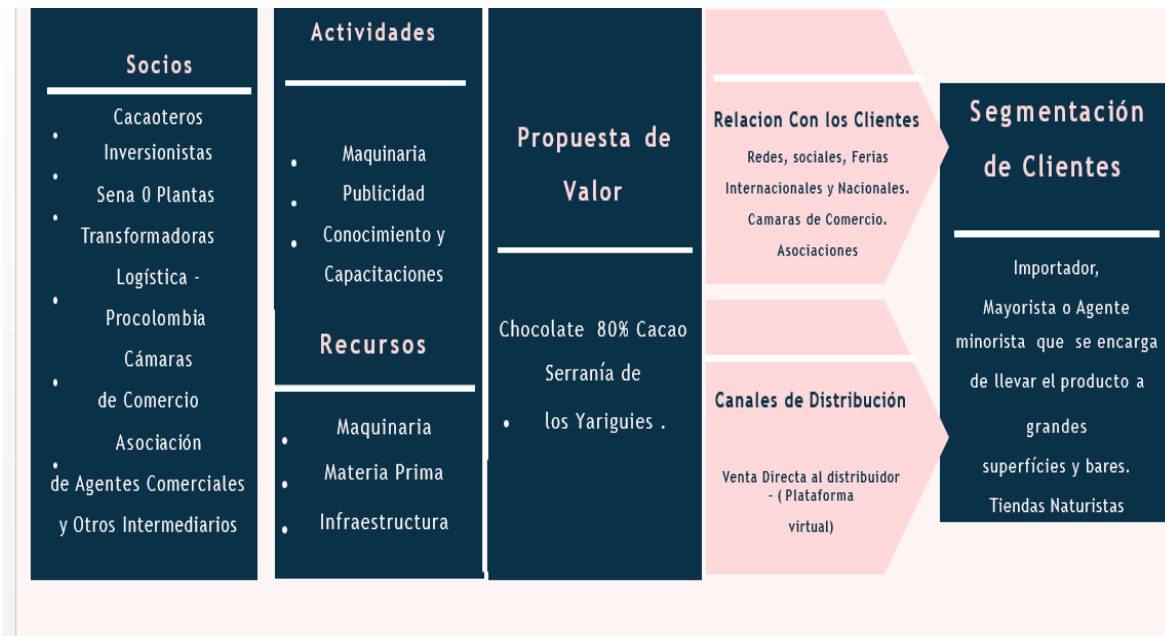 Socios
Cacaoteros
Inversionistas
Sena 0 Plantas
Transformadoras
Logística -
Procolombia
Cámaras
de Comercio
Asociación
de Agentes Comerciales
y Otros Intermediarios
Actividades
Maquinaria
Publicidad
Conocimiento y
Capacitaciones
Recursos
Maquinaria
Materia Prima
Infraestructura
Propuesta de
Valor
Chocolate 80% Cacao
Serranía de
los Yariguies .
Relacion Con los Clientes
Redes, sociales, Ferias
Internacionales y Nacionales.
Camaras de Comercio.
Asociaciones
Canales de Distribución
Venta Directa al distribuidor
- ( Plataforma
virtual)
Segmentación
de Clientes
Importador,
Mayorista o Agente
minorista que se encarga
de llevar el producto a
grandes
superfícies y bares.
Tiendas Naturistas